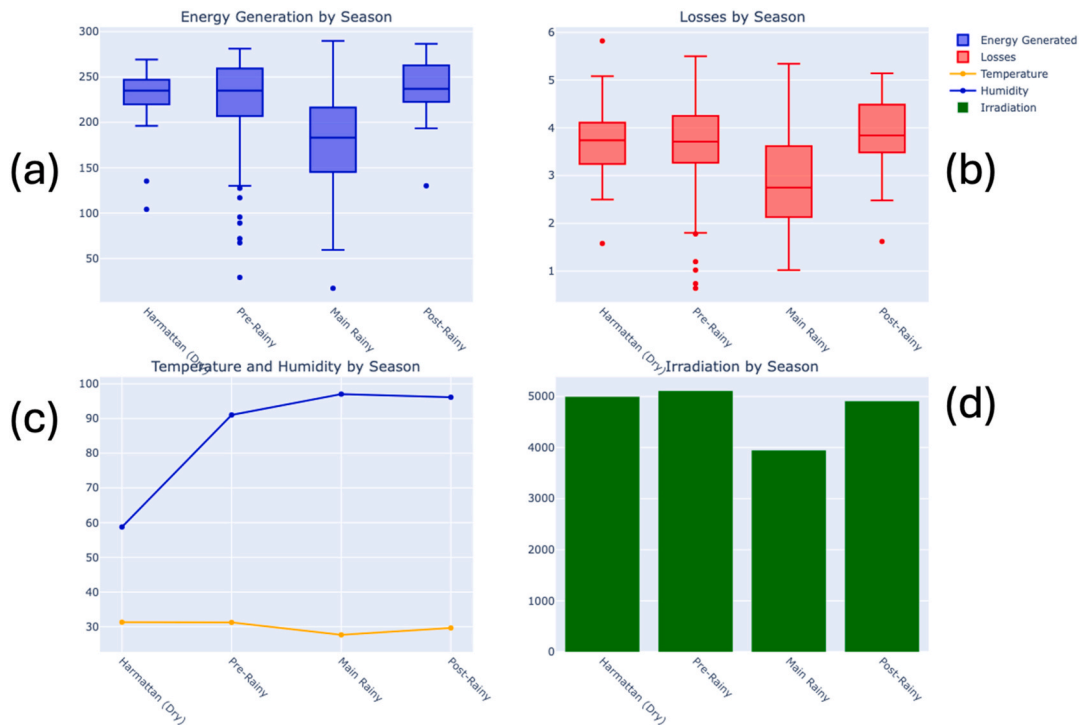 Energy Generation by Season
300
250
200
150
100
50
Harmattan (Dry)
Pre-Rainy
Main Rainy
Post-Rainy
(a)
Losses by Season
6
5
4
3
2
1
Harmattan (Dry)
Pre-Rainy
Main Rainy
Post-Rainy
(b)
Energy Generated
Losses
Temperature
Humidity
Irradiation
Temperature and Humidity by Season
100
90
80
70
60
50
40
30
Harmattan (Dry)
Pre-Rainy
Main Rainy
Post-Rainy
(c)
Irradiation by Season
5000
4000
3000
2000
1000
0
Harmattan (Dry)
Pre-Rainy
Main Rainy
Post-Rainy
(d)